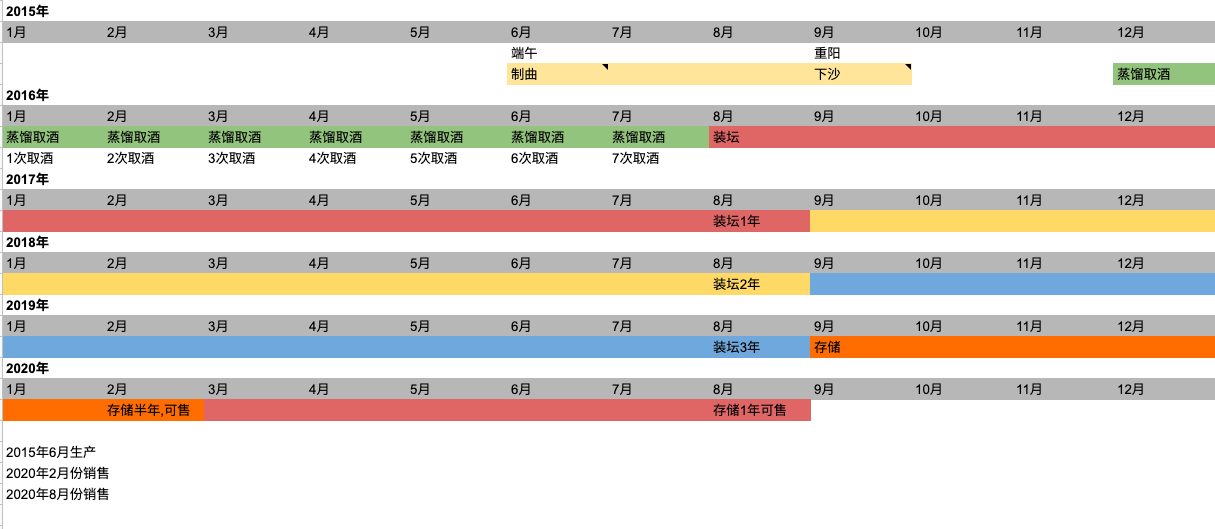 2015年
1月 2月 3月 4月 5月 6月 7月 8月 9月 10月 11月 12月
端午 重阳
制曲 下沙 蒸馏取酒
2016年
1月 2月 3月 4月 5月 6月 7月 8月 9月 10月 11月 12月
蒸馏取酒 蒸馏取酒 蒸馏取酒 蒸馏取酒 蒸馏取酒 蒸馏取酒 蒸馏取酒 装坛
1次取酒 2次取酒 3次取酒 4次取酒 5次取酒 6次取酒 7次取酒
2017年
1月 2月 3月 4月 5月 6月 7月 8月 9月 10月 11月 12月
装坛1年
2018年
1月 2月 3月 4月 5月 6月 7月 8月 9月 10月 11月 12月
装坛2年
2019年
1月 2月 3月 4月 5月 6月 7月 8月 9月 10月 11月 12月
装坛3年 存储
2020年
1月 2月 3月 4月 5月 6月 7月 8月 9月 10月 11月 12月
存储半年,可售 存储1年可售
2015年6月生产
2020年2月份销售
2020年8月份销售